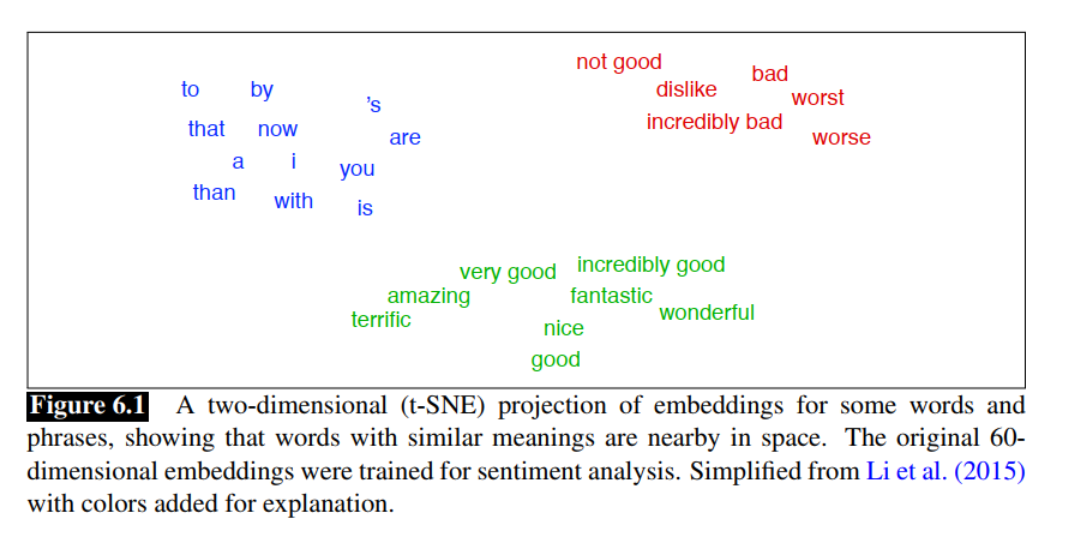 not good
bad
to by dislike
's worst
that now incredibly bad
are worse
a i you
than with is
very good incredibly good
amazing fantastic
terrific wonderful
nice
good
Figure 6.1 A two-dimensional (t-SNE) projection of embeddings for some words and
phrases, showing that words with similar meanings are nearby in space. The original 60-
dimensional embeddings were trained for sentiment analysis. Simplified from Li et al. (2015)
with colors added for explanation.